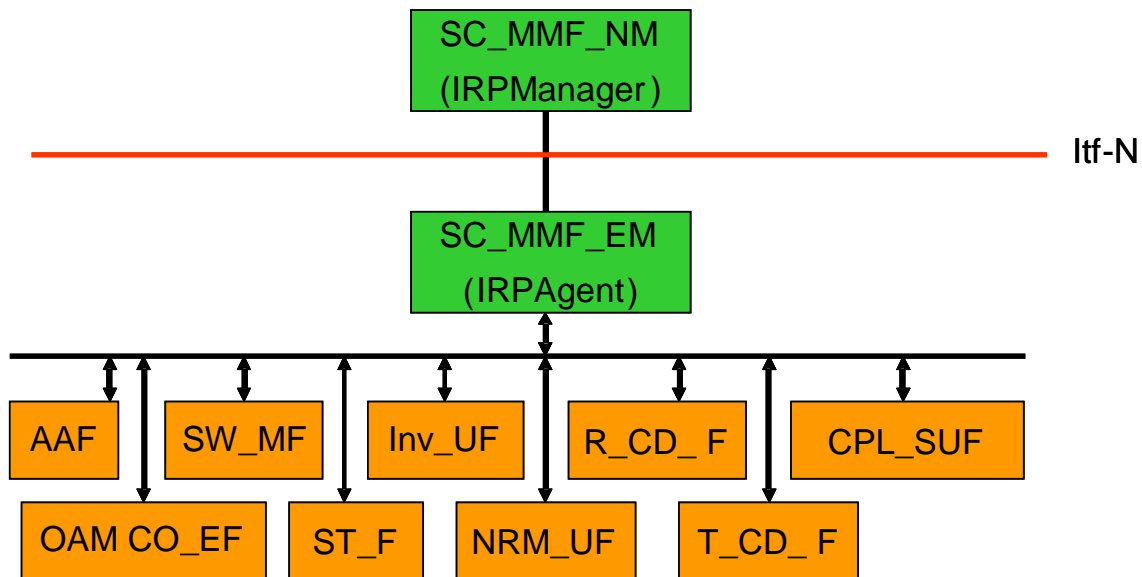 SC_MMF_NM
(IRPManager)
Itf-N
SC_MMF_EM
(IRPAgent)
AAF
SW_MF
Inv_UF
R_CD_ F
CPL_SUF
OAM CO_EF
ST_F
NRM_UF
T_CD_ F